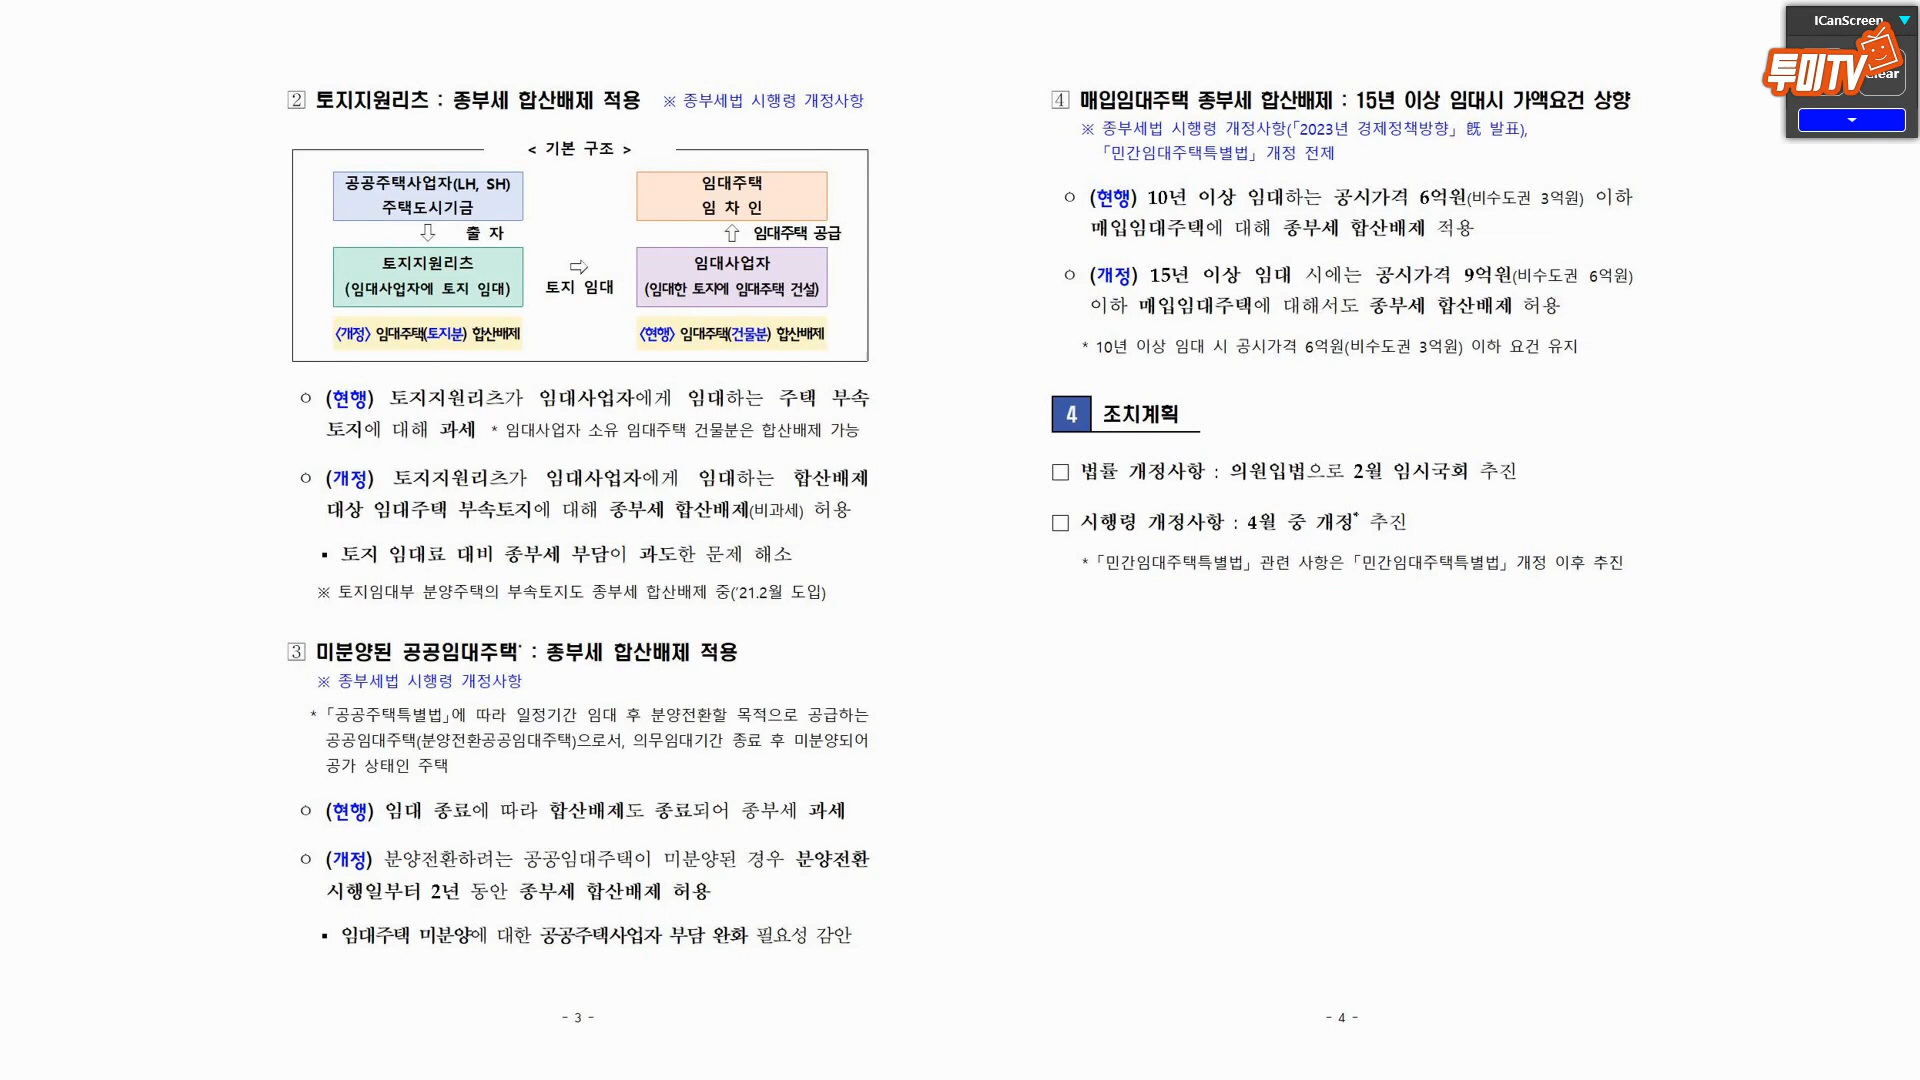 ② 토지지원리츠 : 종부세 합산배제 적용 ※ 종부세법 시행령 개정사항
< 기본 구조 >
공공주택사업자(LH, SH)
주택도시기금
임대주택
임 차 인
⇩ 출 자
⇧ 임대주택 공급
토지지원리츠
(임대사업자에 토지 임대)
⇨
토지 임대
임대사업자
(임대한 토지에 임대주택 건설)
<개정> 임대주택(토지분) 합산배제
<현행> 임대주택(건물분) 합산배제
ㅇ (현행) 토지지원리츠가 임대사업자에게 임대하는 주택 부속
토지에 대해 과세 * 임대사업자 소유 임대주택 건물분은 합산배제 가능
ㅇ (개정) 토지지원리츠가 임대사업자에게 임대하는 합산배제
대상 임대주택 부속토지에 대해 종부세 합산배제(비과세) 허용
▪ 토지 임대료 대비 종부세 부담이 과도한 문제 해소
※ 토지임대부 분양주택의 부속토지도 종부세 합산배제 중('21.2월 도입)
③ 미분양된 공공임대주택* : 종부세 합산배제 적용
※ 종부세법 시행령 개정사항
* 「공공주택특별법」에 따라 일정기간 임대 후 분양전환할 목적으로 공급하는
공공임대주택(분양전환공공임대주택)으로서, 의무임대기간 종료 후 미분양되어
공가 상태인 주택
ㅇ (현행) 임대 종료에 따라 합산배제도 종료되어 종부세 과세
ㅇ (개정) 분양전환하려는 공공임대주택이 미분양된 경우 분양전환
시행일부터 2년 동안 종부세 합산배제 허용
▪ 임대주택 미분양에 대한 공공주택사업자 부담 완화 필요성 감안
- 3 -
④ 매입임대주택 종부세 합산배제 : 15년 이상 임대시 가액요건 상향
※ 종부세법 시행령 개정사항(「2023년 경제정책방향」 旣 발표),
「민간임대주택특별법」 개정 전제
ㅇ (현행) 10년 이상 임대하는 공시가격 6억원(비수도권 3억원) 이하
매입임대주택에 대해 종부세 합산배제 적용
ㅇ (개정) 15년 이상 임대 시에는 공시가격 9억원(비수도권 6억원)
이하 매입임대주택에 대해서도 종부세 합산배제 허용
* 10년 이상 임대 시 공시가격 6억원(비수도권 3억원) 이하 요건 유지
4 조치계획
□ 법률 개정사항 : 의원입법으로 2월 임시국회 추진
□ 시행령 개정사항 : 4월 중 개정* 추진
* 「민간임대주택특별법」 관련 사항은 「민간임대주택특별법」 개정 이후 추진
- 4 -
ICanScreen
투미TV